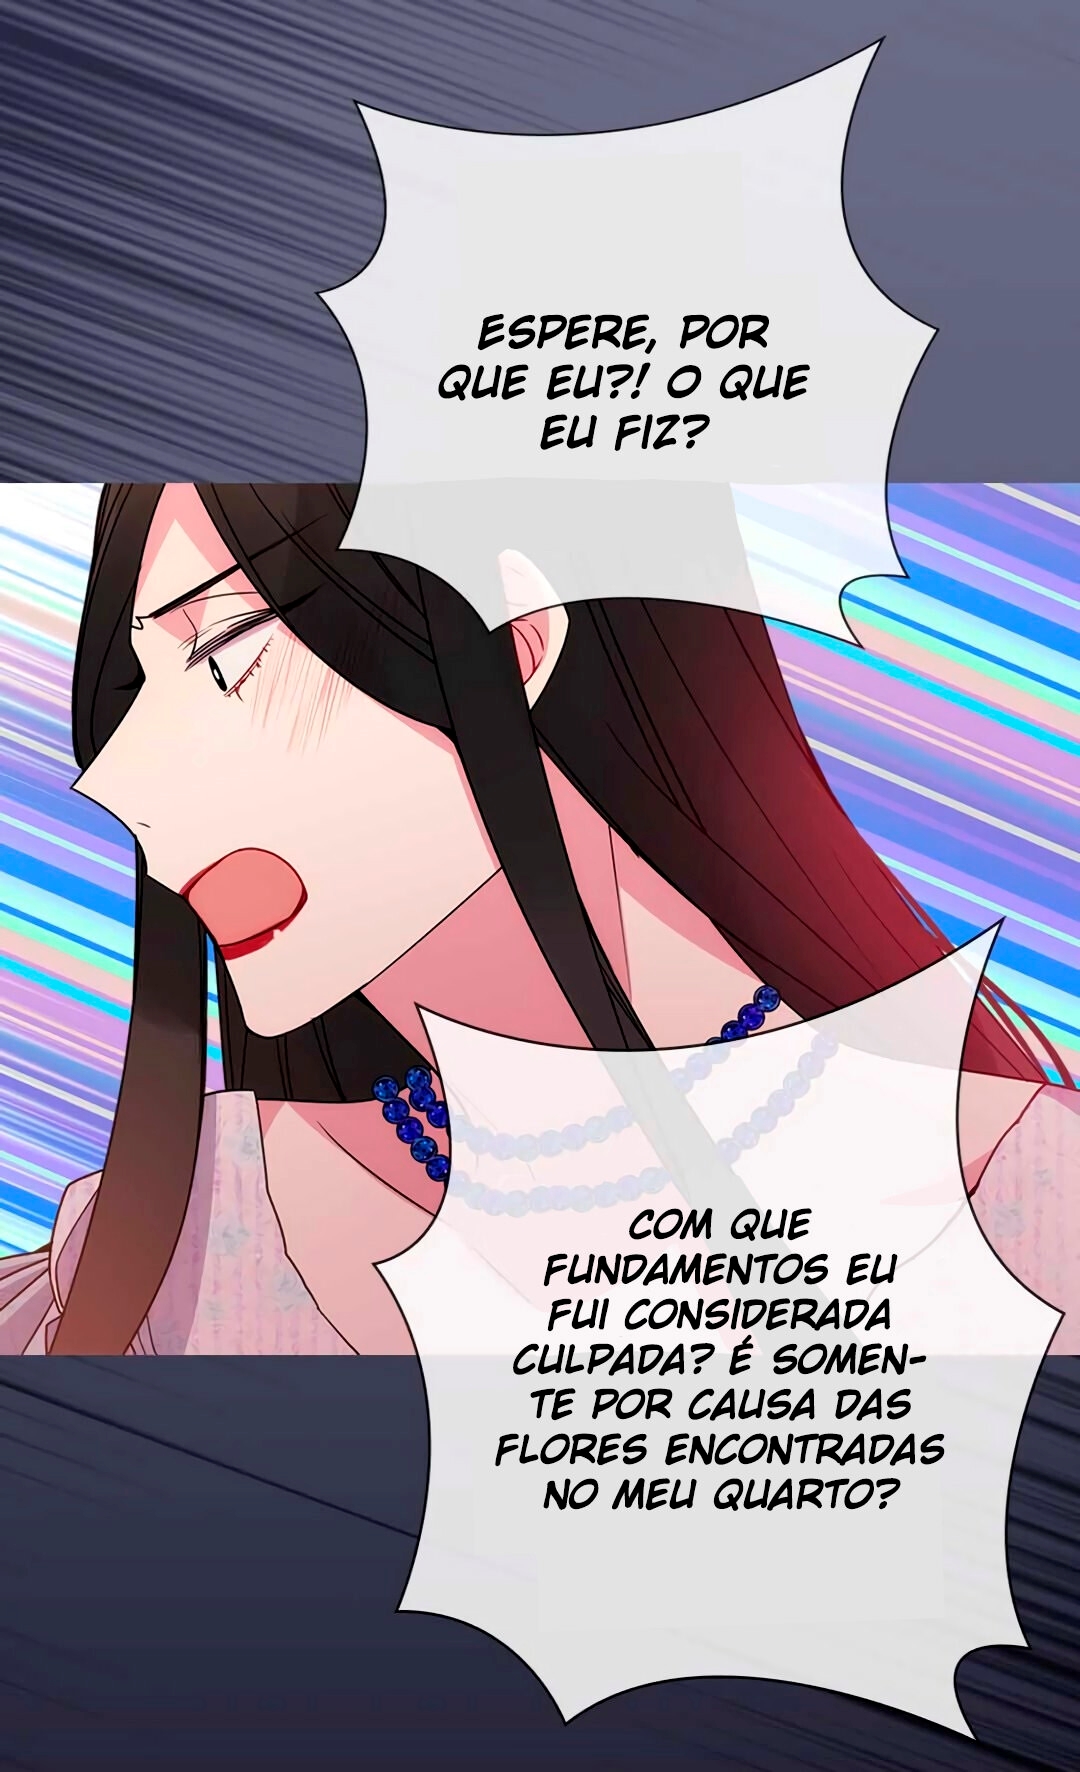 ESPERE, POR
QUE EU?! O QUE
EU FIZ?
COM QUE
FUNDAMENTOS EU
FUI CONSIDERADA
CULPADA? É SOMEN-
TE POR CAUSA DAS
FLORES ENCONTRADAS
NO MEU QUARTO?